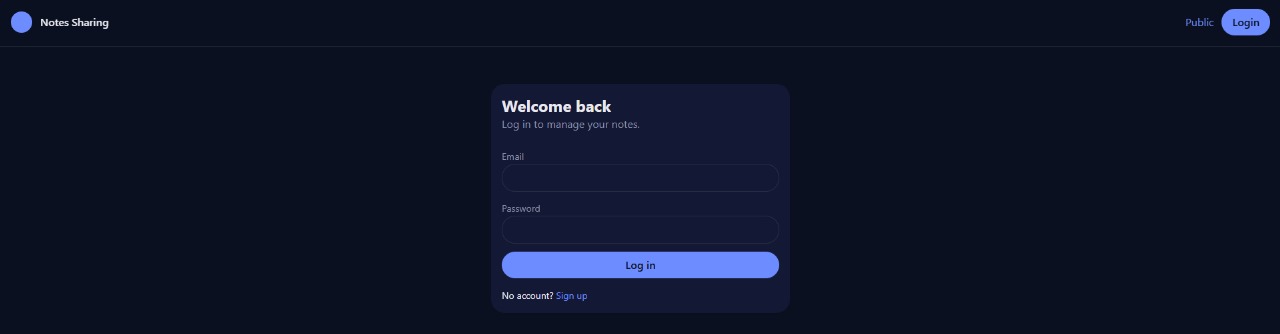 Notes Sharing
Public
Login
Welcome back
Log in to manage your notes.
Email
Password
Log in
No account? Sign up